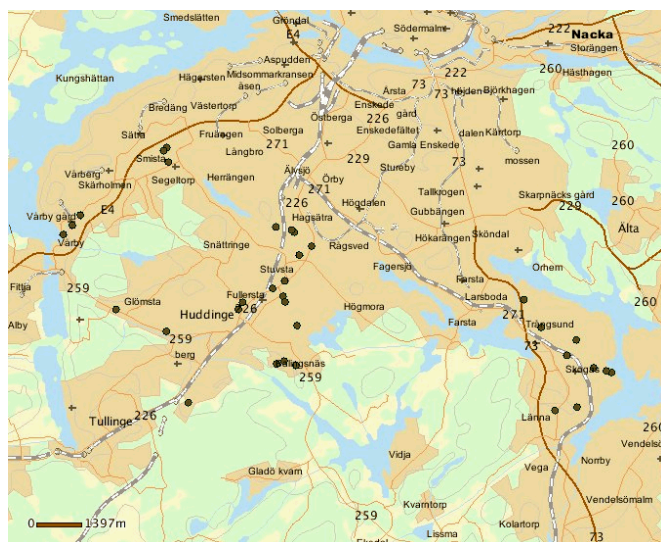 Smedslätten
Gröndal
Södermalm
222
Nacka
E4
Storängen
Aspudden
Kungshättan
Midsommarkransen
Hägersten
222
260
Hästhagen
åsen
73
Årsta
höjden
Björkhagen
Västertorp
73
Bredäng
Enskede
Östberga
gård
226
Sätra
Fruängen
Solberga
Enskedefältet
dalen
Kärrtorp
271
Gamla
Enskede
260
Långbro
Smista
229
mossen
Älvsjö
Stureby
73
Vårberg
Segeltorp
Herrängen
Örby
Skärholmen
271
Tallkrogen
Skarpnäcks gård
226
Högdalen
229
260
E4
Vårby gård
Hagsätra
Gubbängen
Älta
Vårby
Snättringe
Rågsved
Hökarängen
Sköndal
Fagersjö
Orhem
Stuvsta
Fittja
259
Farsta
Fullersta
Larsboda
260
Glömsta
Högmora
271
Huddinge
226
Trångsund
Alby
Farsta
259
73
berg
Skogås
259
Tullinge
226
Länna
260
Vidja
Vendelsö
Gladö kvarn
Vega
Norrby
Kvarntorp
Vendelsömalm
259
0
1397m
Kolartorp
Lissma
73